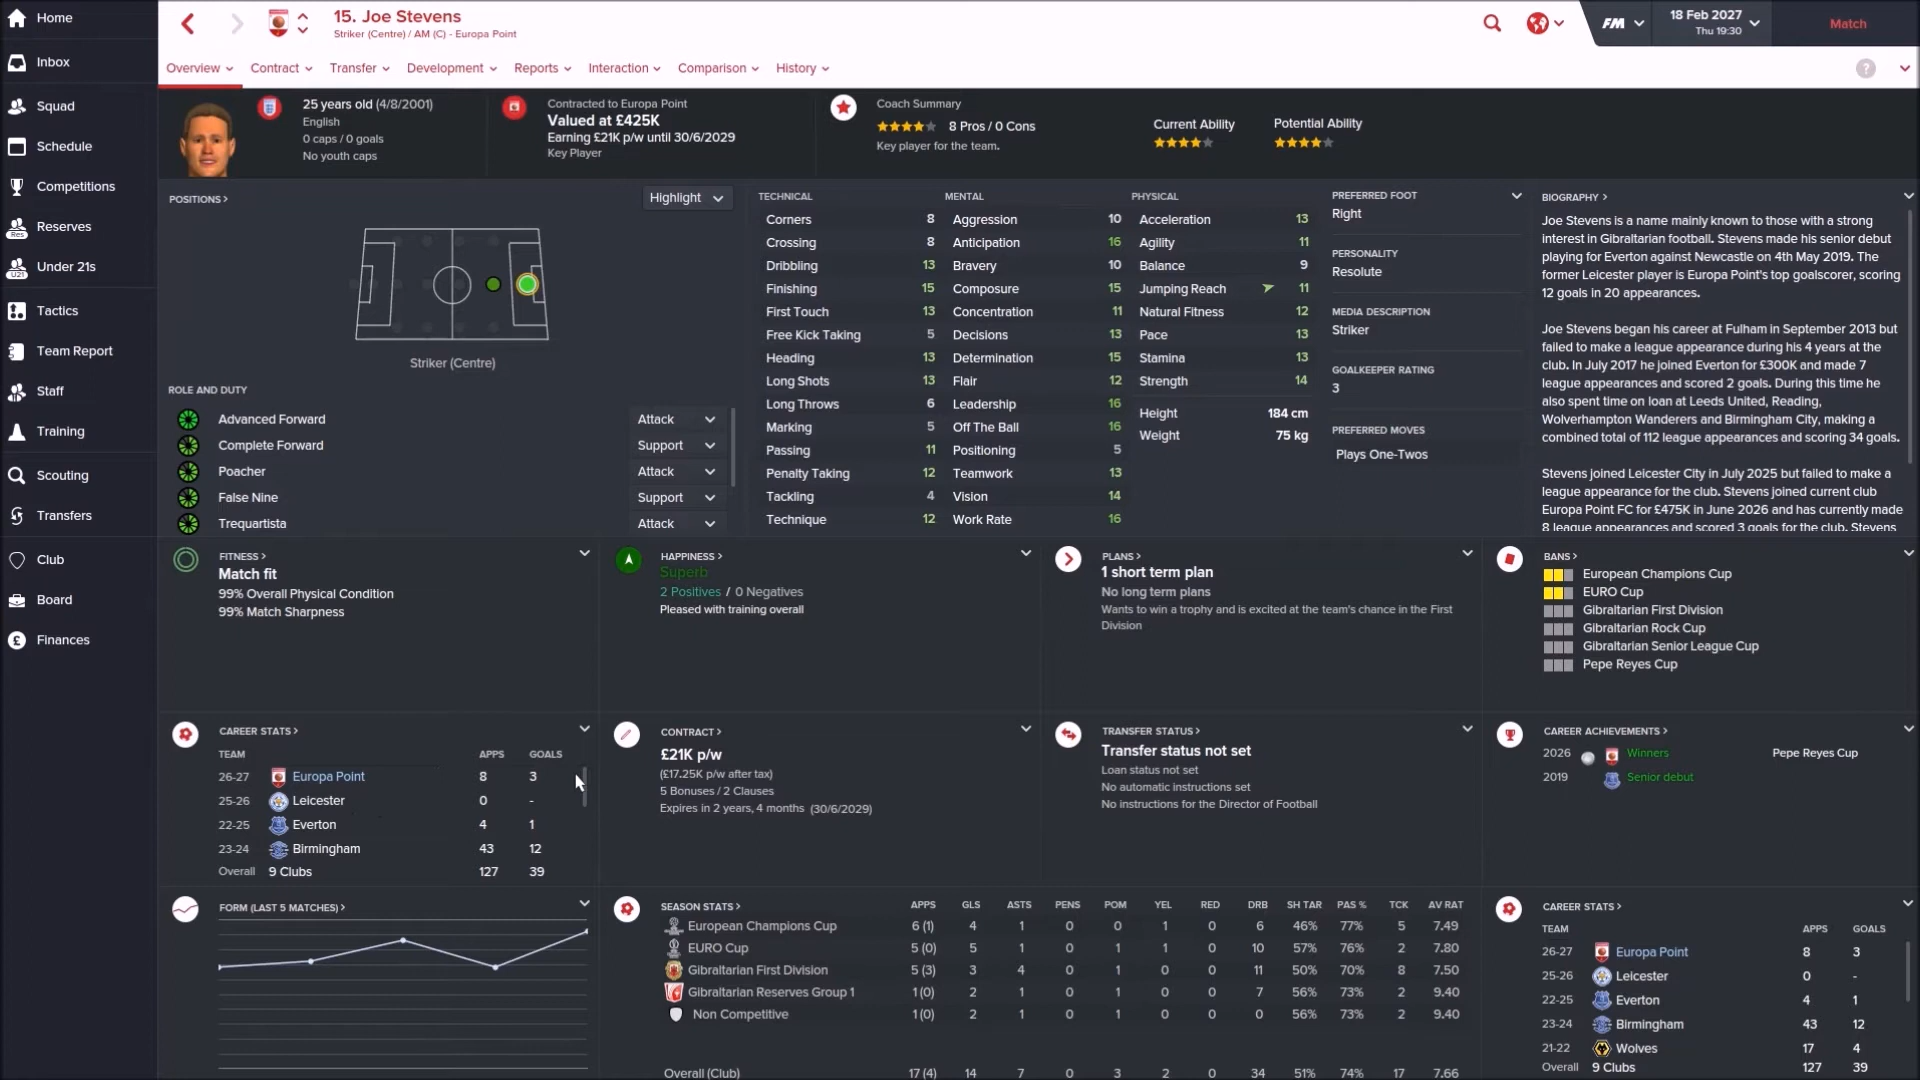 Home
Inbox
Squad
Schedule
Competitions
Res
Reserves
U21
Under 21s
Tactics
Team Report
Staff
Training
Scouting
Transfers
Club
Board
£ Finances
15. Joe Stevens
Striker (Centre) / AM (C) - Europa Point
FM
18 Feb 2027
Thu 19:30
Match
Overview Contract Transfer Development Reports Interaction Comparison History
?
25 years old (4/8/2001)
English
0 caps / 0 goals
No youth caps
Contracted to Europa Point
Valued at £425K
Earning £21K p/w until 30/6/2029
Key Player
Coach Summary
8 Pros / 0 Cons
Key player for the team.
Current Ability
Potential Ability
POSITIONS >
Highlight
Striker (Centre)
ROLE AND DUTY
Advanced Forward Attack
Complete Forward Support
Poacher Attack
False Nine Support
Trequartista Attack
TECHNICAL
Corners 8
Crossing 8
Dribbling 13
Finishing 15
First Touch 13
Free Kick Taking 5
Heading 13
Long Shots 13
Long Throws 6
Marking 5
Passing 11
Penalty Taking 12
Tackling 4
Technique 12
MENTAL
Aggression 10
Anticipation 16
Bravery 10
Composure 15
Concentration 11
Decisions 13
Determination 15
Flair 12
Leadership 16
Off The Ball 16
Positioning 5
Teamwork 13
Vision 14
Work Rate 16
PHYSICAL
Acceleration 13
Agility 11
Balance 9
Jumping Reach 11
Natural Fitness 12
Pace 13
Stamina 13
Strength 14
Height 184 cm
Weight 75 kg
PREFERRED FOOT
Right
PERSONALITY
Resolute
MEDIA DESCRIPTION
Striker
GOALKEEPER RATING
3
PREFERRED MOVES
Plays One-Twos
BIOGRAPHY >
Joe Stevens is a name mainly known to those with a strong
interest in Gibraltarian football. Stevens made his senior debut
playing for Everton against Newcastle on 4th May 2019. The
former Leicester player is Europa Point's top goalscorer, scoring
12 goals in 20 appearances.
Joe Stevens began his career at Fulham in September 2013 but
failed to make a league appearance during his 4 years at the
club. In July 2017 he joined Everton for £300K and made 7
league appearances and scored 2 goals. During this time he
also spent time on loan at Leeds United, Reading,
Wolverhampton Wanderers and Birmingham City, making a
combined total of 112 league appearances and scoring 34 goals.
Stevens joined Leicester City in July 2025 but failed to make a
league appearance for the club. Stevens joined current club
Europa Point FC for £475K in June 2026 and has currently made
8 league appearances and scored 3 goals for the club. Stevens
FITNESS >
Match fit
99% Overall Physical Condition
99% Match Sharpness
HAPPINESS >
Superb
2 Positives / 0 Negatives
Pleased with training overall
PLANS >
1 short term plan
No long term plans
Wants to win a trophy and is excited at the team's chance in the First
Division
BANS >
European Champions Cup
EURO Cup
Gibraltarian First Division
Gibraltarian Rock Cup
Gibraltarian Senior League Cup
Pepe Reyes Cup
CAREER STATS >
TEAM APPS GOALS
26-27 Europa Point 8 3
25-26 Leicester 0 -
22-25 Everton 4 1
23-24 Birmingham 43 12
Overall 9 Clubs 127 39
CONTRACT >
£21K p/w
(£17.25K p/w after tax)
5 Bonuses / 2 Clauses
Expires in 2 years, 4 months (30/6/2029)
TRANSFER STATUS >
Transfer status not set
Loan status not set
No automatic instructions set
No instructions for the Director of Football
CAREER ACHIEVEMENTS >
2026 Winners Pepe Reyes Cup
2019 Senior debut
FORM (LAST 5 MATCHES) >
SEASON STATS > APPS GLS ASTS PENS POM YEL RED DRB SH TAR PAS % TCK AV RAT
European Champions Cup 6 (1) 4 1 0 0 1 0 6 46% 77% 5 7.49
EURO Cup 5 (0) 5 1 0 1 1 0 10 57% 76% 2 7.80
Gibraltarian First Division 5 (3) 3 4 0 1 0 0 11 50% 70% 8 7.50
Gibraltarian Reserves Group 1 1 (0) 2 1 0 1 0 0 7 56% 73% 2 9.40
Non Competitive 1 (0) 2 1 0 1 0 0 0 56% 73% 2 9.40
Overall (Club) 17 (4) 14 7 0 3 2 0 34 51% 74% 17 7.66
CAREER STATS >
TEAM APPS GOALS
26-27 Europa Point 8 3
25-26 Leicester 0 -
22-25 Everton 4 1
23-24 Birmingham 43 12
21-22 Wolves 17 4
Overall 9 Clubs 127 39